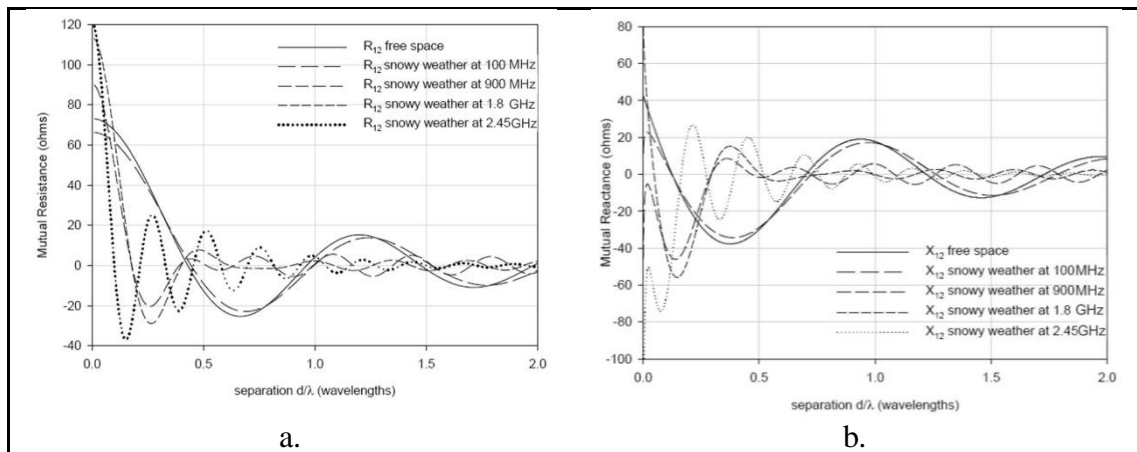 120
100
80
60
40
20
0
-20
-40
0.0 0.5 1.0 1.5 2.0
Mutual Resistance (ohms)
separation d/λ (wavelengths)
R12 free space
R12 snowy weather at 100 MHz
R12 snowy weather at 900 MHz
R12 snowy weather at 1.8 GHz
R12 snowy weather at 2.45GHz
a.
80
60
40
20
0
-20
-40
-60
-80
-100
0.0 0.5 1.0 1.5 2.0
Mutual Reactance (ohms)
separation d/λ (wavelengths)
X12 free space
X12 snowy weather at 100MHz
X12 snowy weather at 900MHz
X12 snowy weather at 1.8 GHz
X12 snowy weather at 2.45GHz
b.